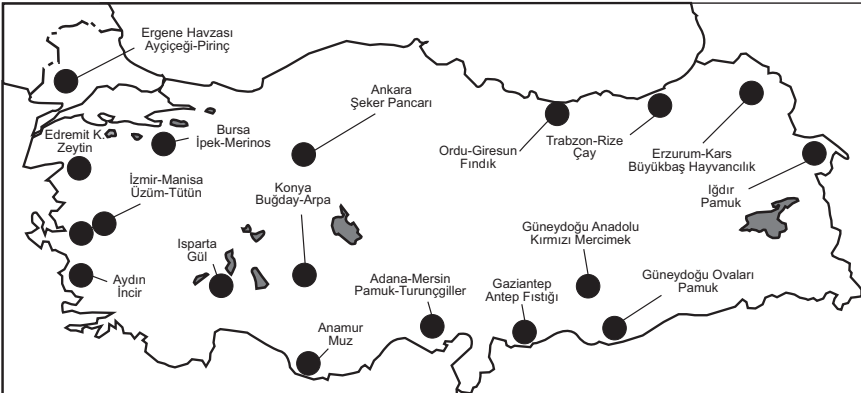 Ergene Havzası
Ayçiçeği-Pirinç
Edremit K.
Zeytin
Bursa
İpek-Merinos
Ankara
Şeker Pancarı
Ordu-Giresun
Fındık
Trabzon-Rize
Çay
Erzurum-Kars
Büyükbaş Hayvancılık
Iğdır
Pamuk
İzmir-Manisa
Üzüm-Tütün
Konya
Buğday-Arpa
Isparta
Gül
Aydın
İncir
Anamur
Muz
Adana-Mersin
Pamuk-Turunçgiller
Gaziantep
Antep Fıstığı
Güneydoğu Anadolu
Kırmızı Mercimek
Güneydoğu Ovaları
Pamuk